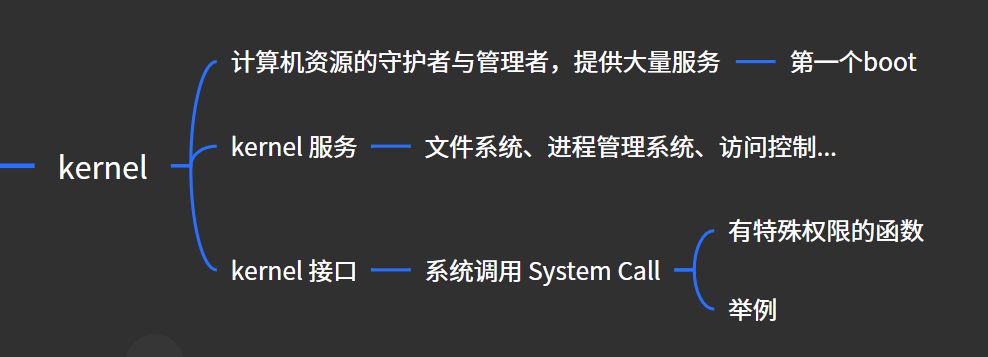 计算机资源的守护者与管理者，提供大量服务
第一个boot
kernel
kernel 服务
文件系统、进程管理系统、访问控制...
kernel 接口
系统调用 System Call
有特殊权限的函数
举例